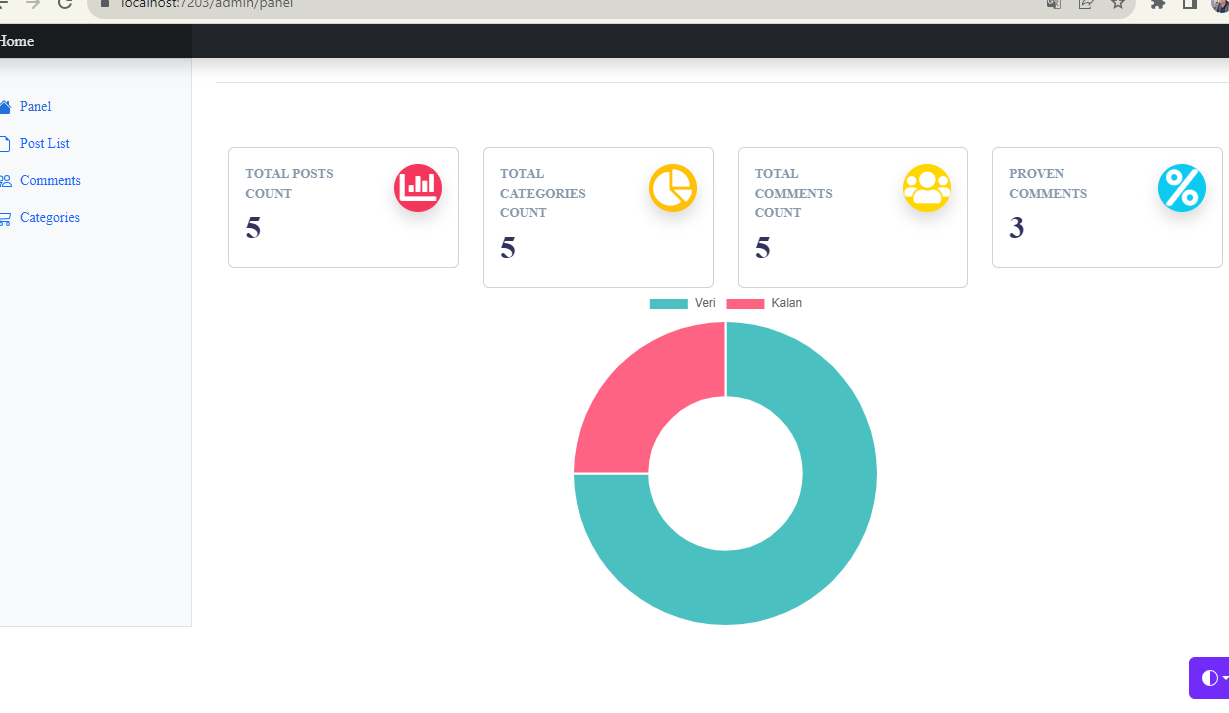 localhost:7203/admin/panel
Home
Panel
Post List
Comments
Categories
TOTAL POSTS
COUNT
5
TOTAL
CATEGORIES
COUNT
5
TOTAL
COMMENTS
COUNT
5
PROVEN
COMMENTS
3
Veri
Kalan